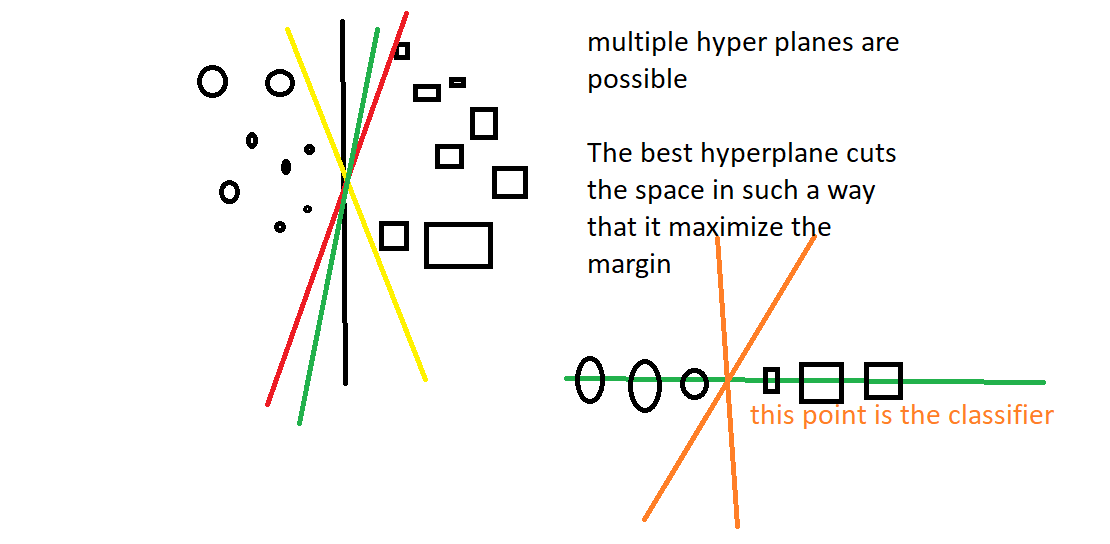 multiple hyper planes are
possible
The best hyperplane cuts
the space in such a way
that it maximize the
margin
this point is the classifier